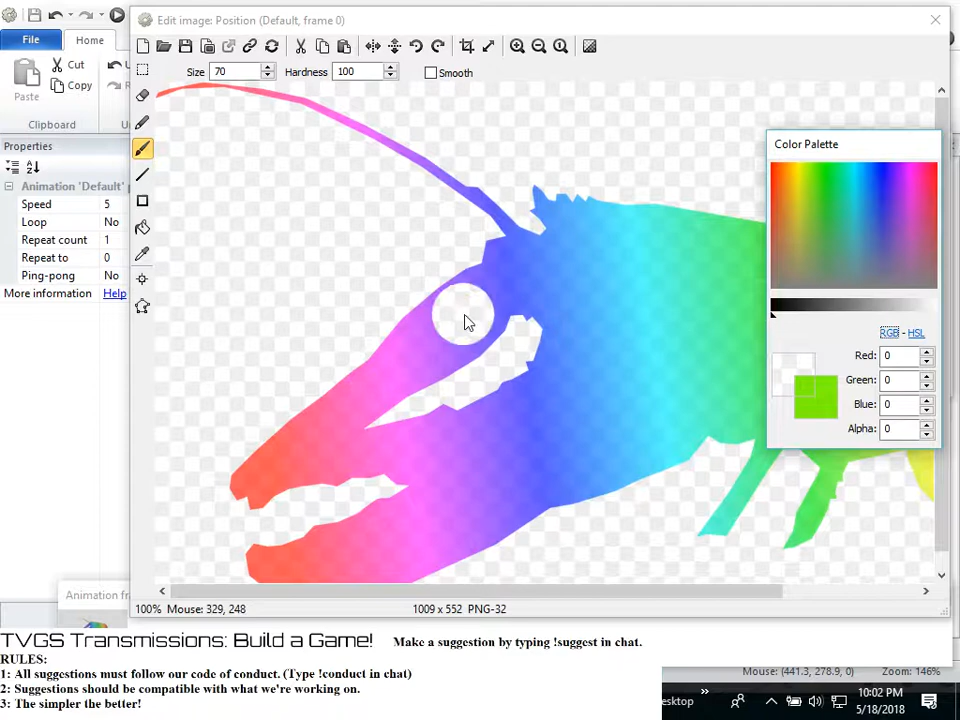 Edit image: Position (Default, frame 0)
File
Home
Cut
Copy
Paste
Clipboard
Size 70
Hardness 100
Smooth
Properties
Animation 'Default' p
Speed 5
Loop No
Repeat count 1
Repeat to 0
Ping-pong No
More information Help
Color Palette
RGB - HSL
Red: 0
Green: 0
Blue: 0
Alpha: 0
Animation fr
100% Mouse: 329, 248
1009 x 552 PNG-32
TVGS Transmissions: Build a Game!
Make a suggestion by typing !suggest in chat.
RULES:
1: All suggestions must follow our code of conduct. (Type !conduct in chat)
2: Suggestions should be compatible with what we're working on.
3: The simpler the better!
Mouse: (441.3, 278.9, 0)
Zoom: 146%
esktop
10:02 PM
5/18/2018